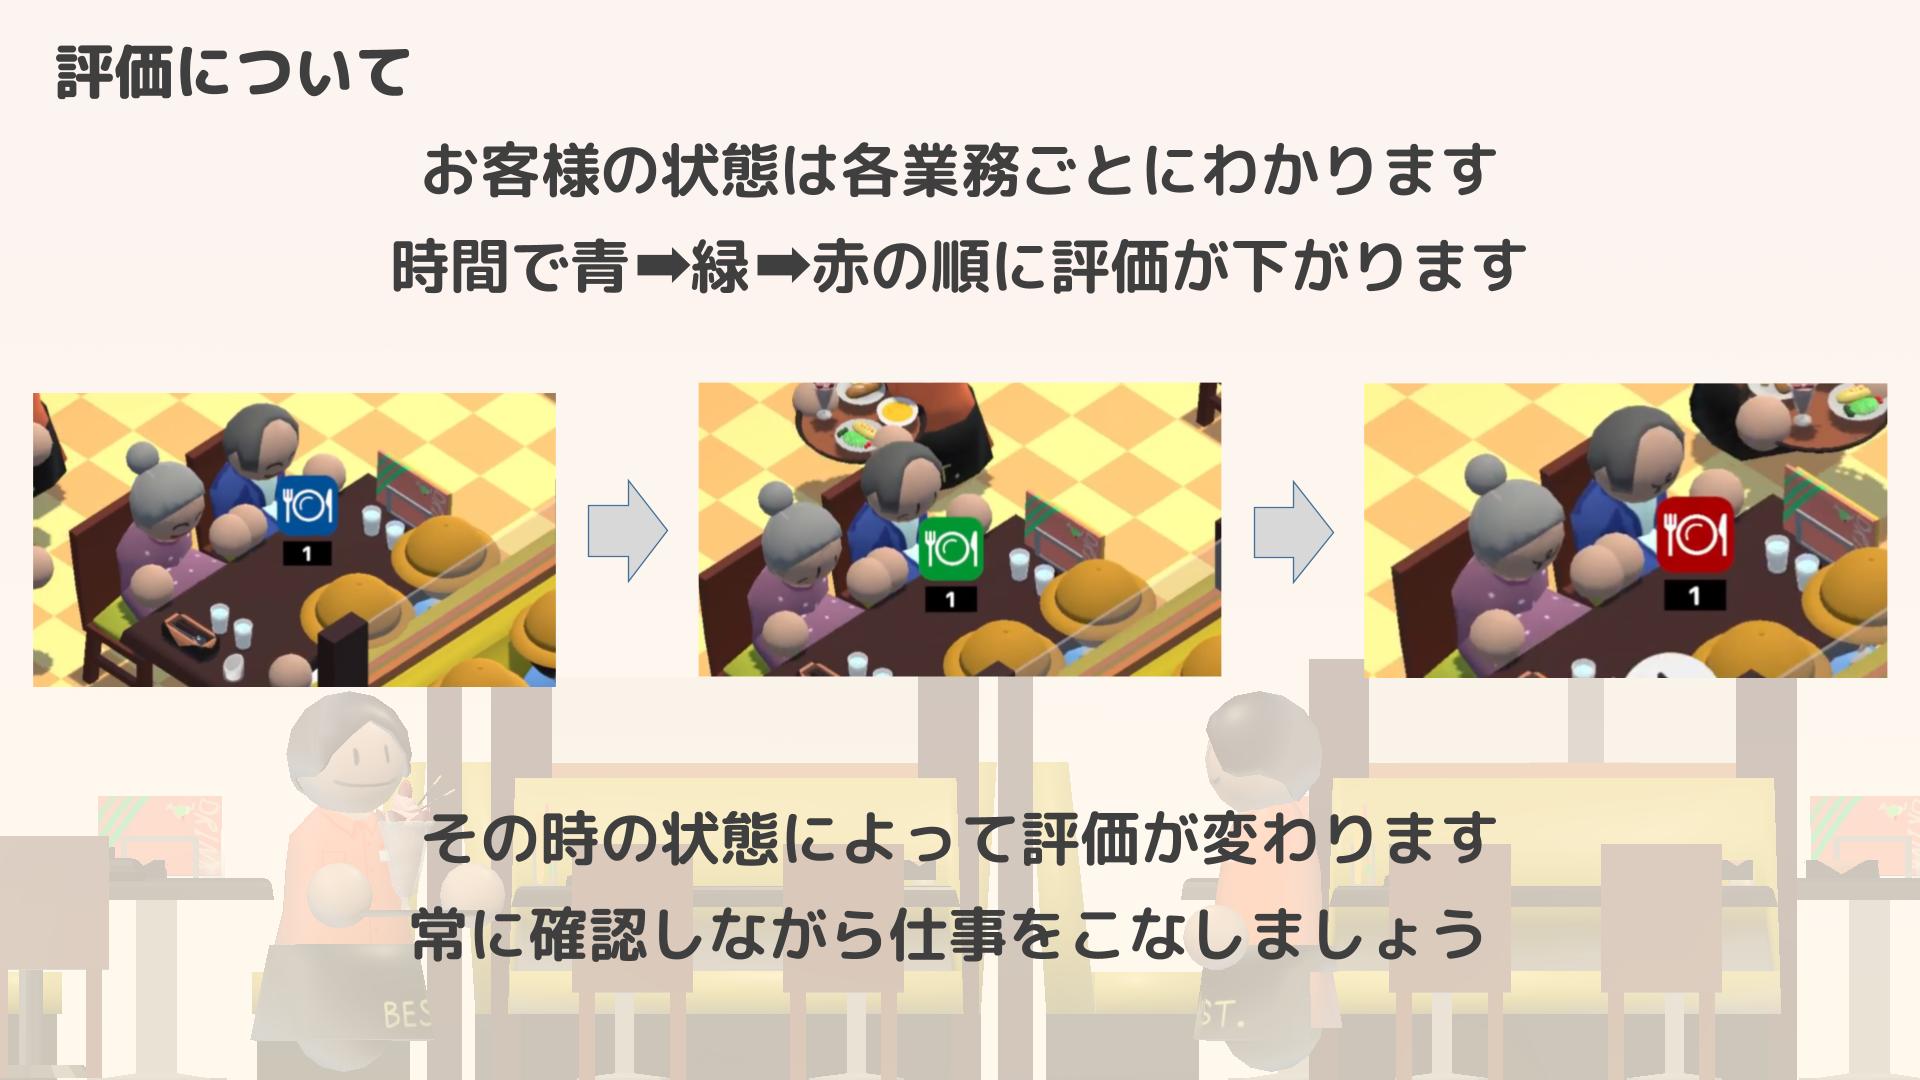 評価について
お客様の状態は各業務ごとにわかります
時間で青➡緑➡赤の順に評価が下がります
1
1
1
その時の状態によって評価が変わります
常に確認しながら仕事をこなしましょう
BES
ST.